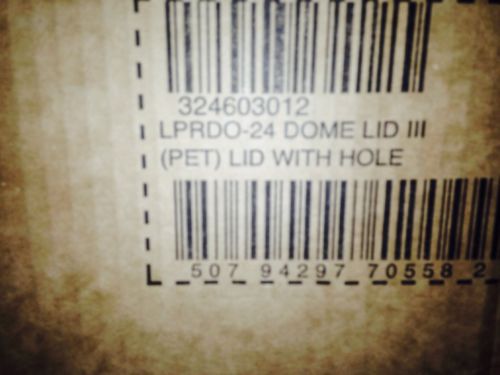 324603012
LPRDO-24 DOME LID III
(PET) LID WITH HOLE
507 94297 70558 2